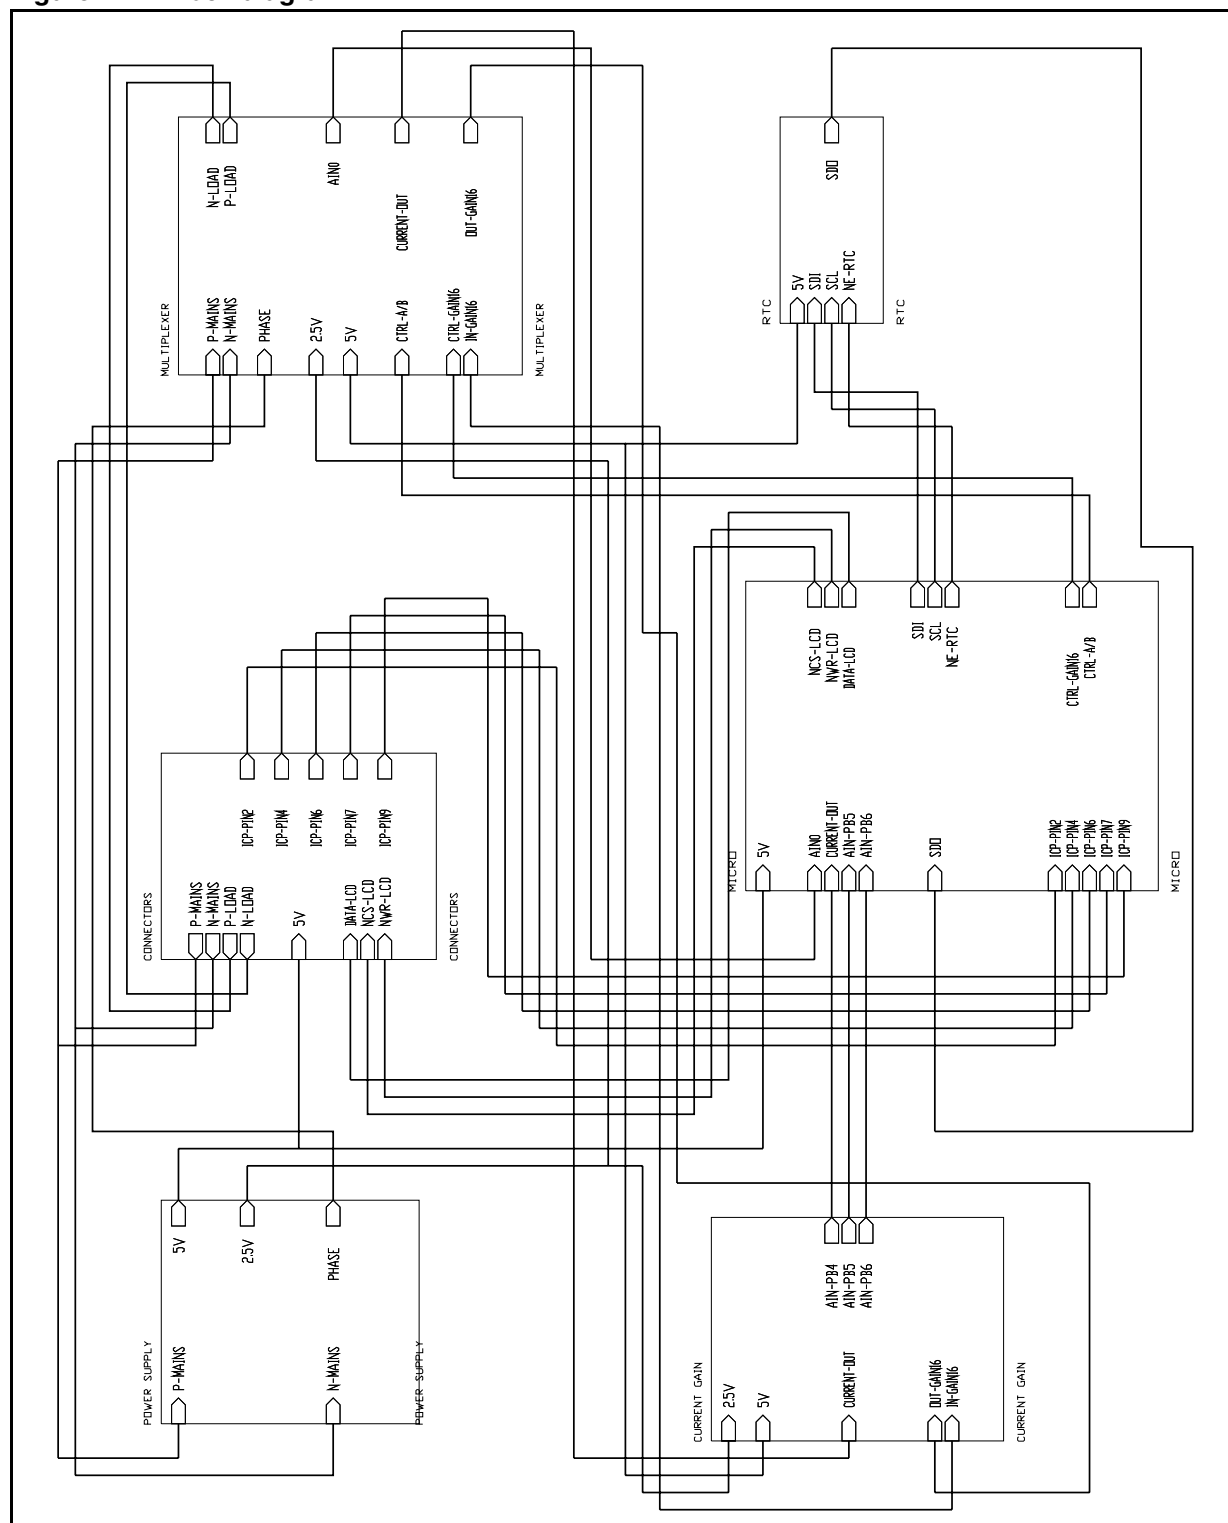 N-LOAD
P-LOAD
AIN0
CURRENT-OUT
OUT-GAIN16
P-MAINS
N-MAINS
PHASE
2.5V
5V
CTRL-A/B
CTRL-GAIN16
IN-GAIN16
MULTIPLEXER
MULTIPLEXER
SDO
5V
SDI
SCL
NE-RTC
RTC
RTC
NCS-LCD
NWR-LCD
DATA-LCD
SDI
SCL
NE-RTC
CTRL-GAIN16
CTRL-A/B
5V
AIN0
CURRENT-OUT
AIN-PB5
AIN-PB6
SDO
ICP-PIN2
ICP-PIN4
ICP-PIN6
ICP-PIN7
ICP-PIN9
MICRO
MICRO
ICP-PIN2
ICP-PIN4
ICP-PIN6
ICP-PIN7
ICP-PIN9
P-MAINS
N-MAINS
P-LOAD
N-LOAD
5V
DATA-LCD
NCS-LCD
NWR-LCD
CONNECTORS
CONNECTORS
5V
2.5V
PHASE
P-MAINS
N-MAINS
POWER SUPPLY
POWER SUPPLY
AIN-PB4
AIN-PB5
AIN-PB6
2.5V
5V
CURRENT-OUT
OUT-GAIN16
IN-GAIN16
CURRENT GAIN
CURRENT GAIN